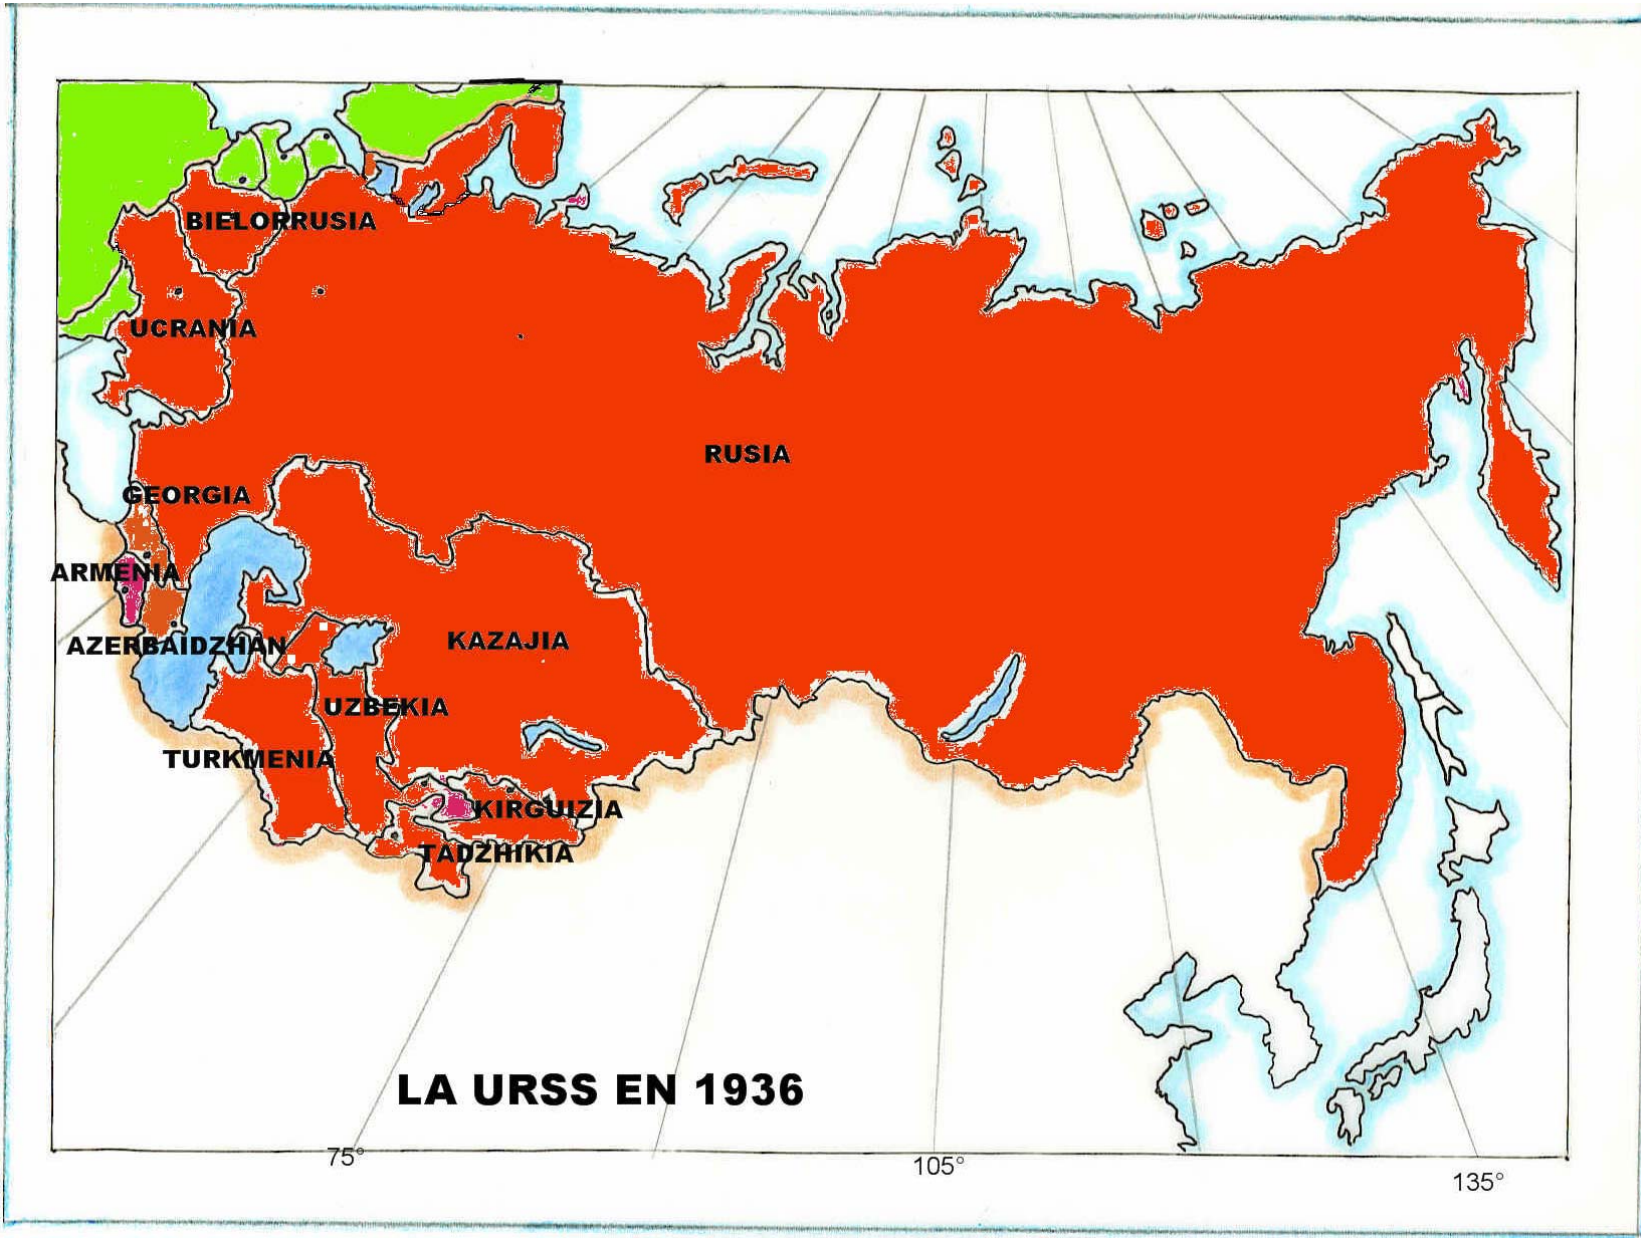 BIELORRUSIA
UCRANIA
RUSIA
GEORGIA
ARMENIA
AZERBAIDZHAN
KAZAJIA
UZBEKIA
TURKMENIA
KIRGUIZIA
TADZHIKIA
LA URSS EN 1936
75°
105°
135°